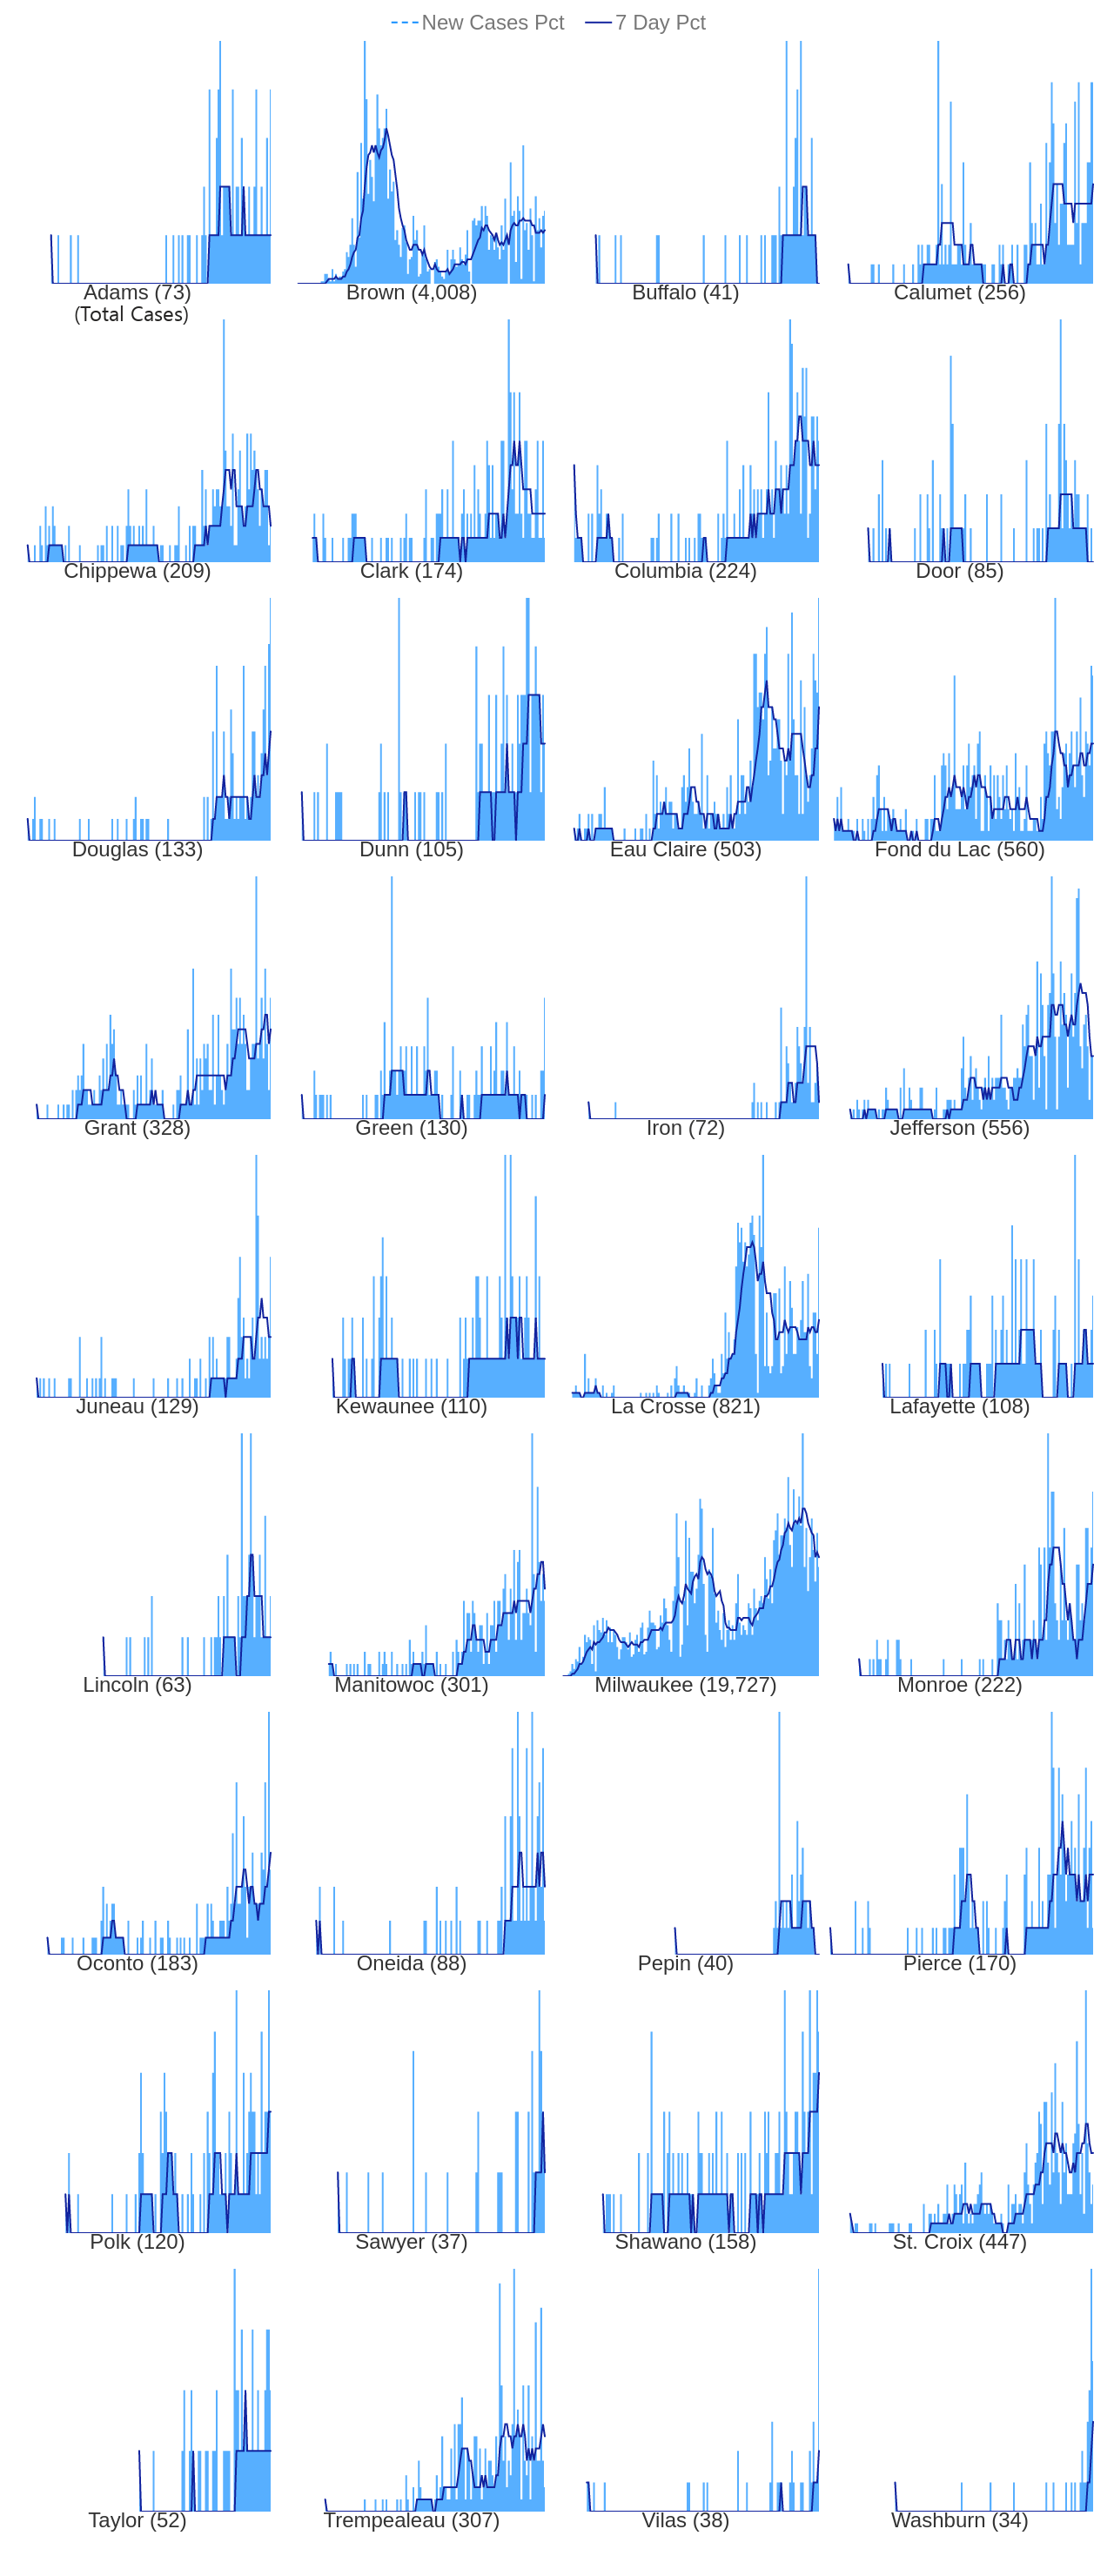 New Cases Pct 7 Day Pct
Adams (73) Brown (4,008) Buffalo (41) Calumet (256)
(Total Cases)
Chippewa (209) Clark (174) Columbia (224) Door (85)
Douglas (133) Dunn (105) Eau Claire (503) Fond du Lac (560)
Grant (328) Green (130) Iron (72) Jefferson (556)
Juneau (129) Kewaunee (110) La Crosse (821) Lafayette (108)
Lincoln (63) Manitowoc (301) Milwaukee (19,727) Monroe (222)
Oconto (183) Oneida (88) Pepin (40) Pierce (170)
Polk (120) Sawyer (37) Shawano (158) St. Croix (447)
Taylor (52) Trempealeau (307) Vilas (38) Washburn (34)